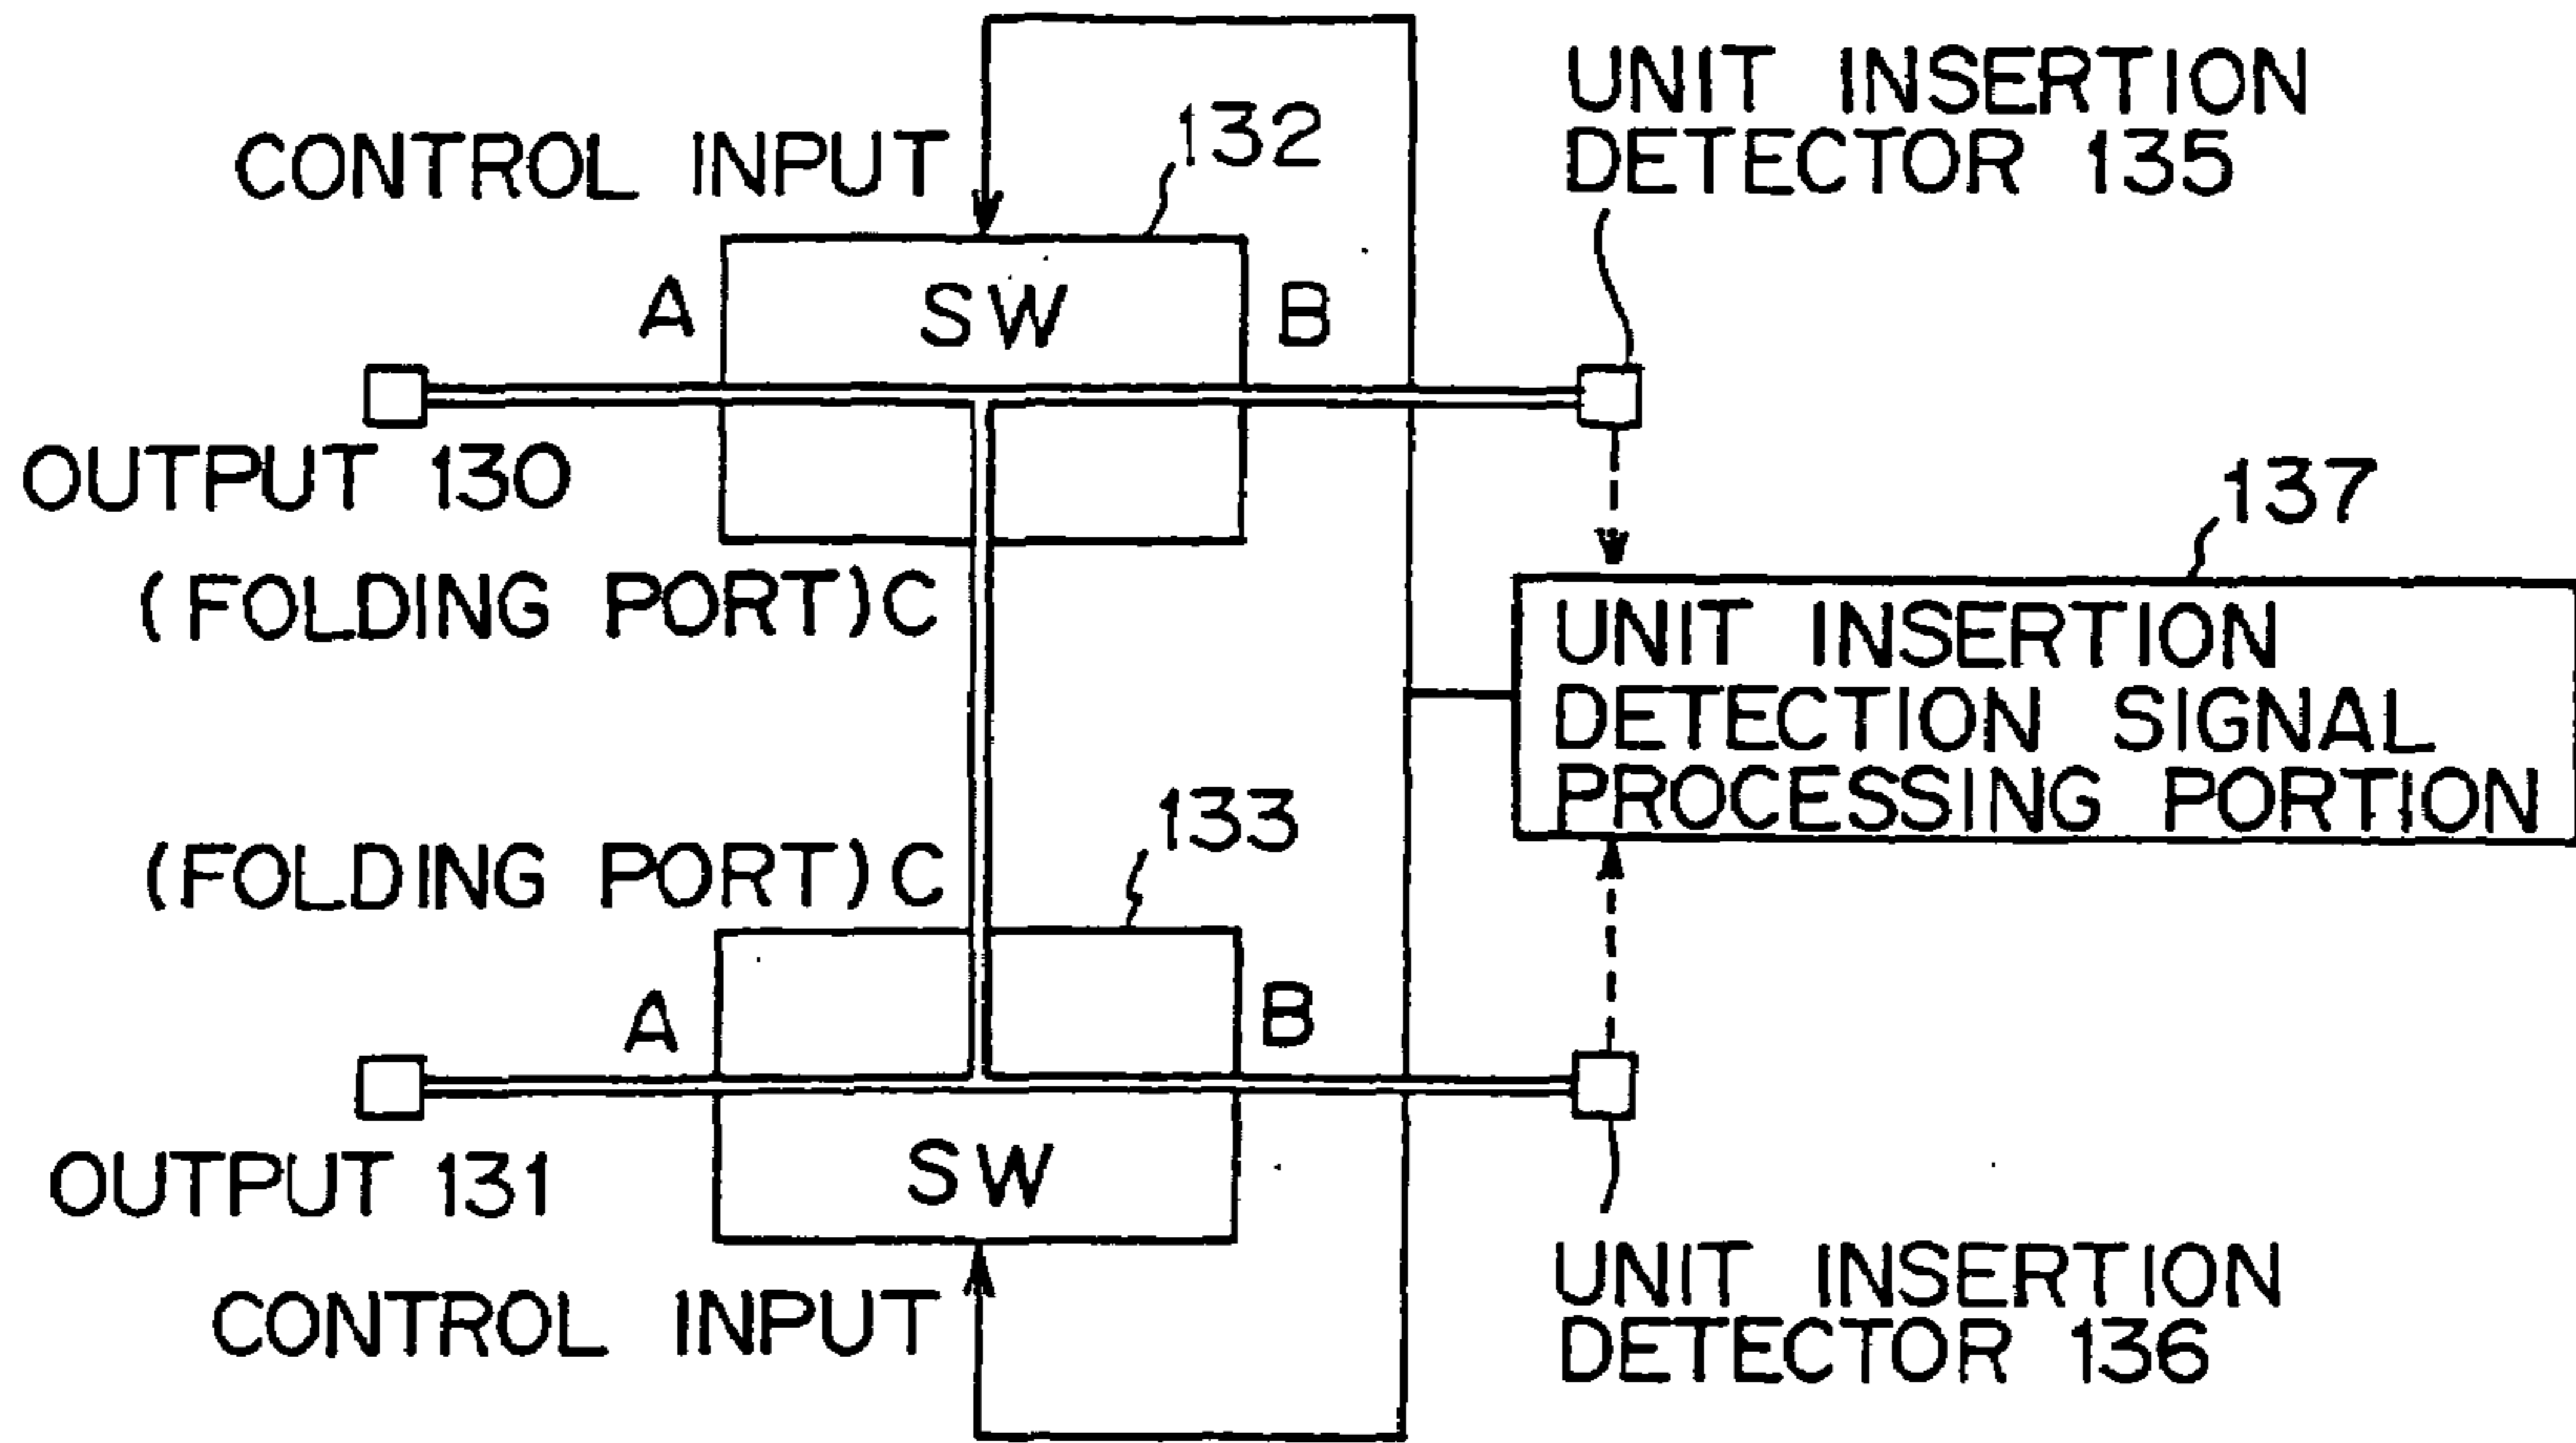 UNIT INSERTION
DETECTOR 135
132
CONTROL INPUT
SW
A
B
OUTPUT 130
(FOLDING PORT)C
137
UNIT INSERTION
DETECTION SIGNAL
PROCESSING PORTION
133
(FOLDING PORT)C
A
B
SW
OUTPUT 131
CONTROL INPUT
UNIT INSERTION
DETECTOR 136